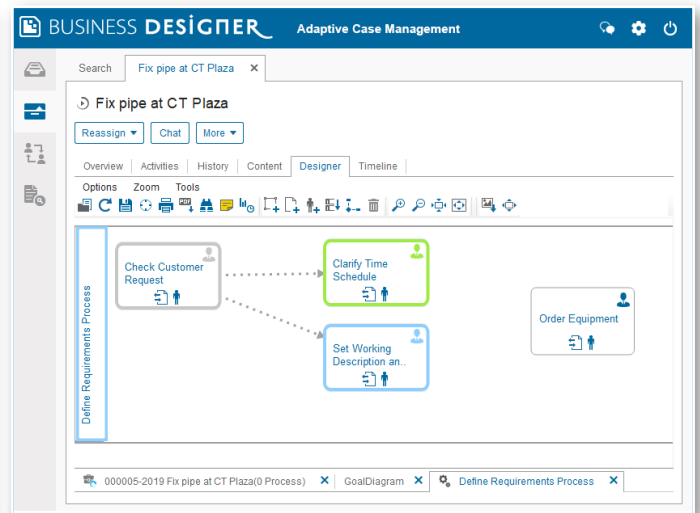 BUSINESS DESIGNER Adaptive Case Management
Search Fix pipe at CT Plaza X
Fix pipe at CT Plaza
Reassign Chat More
Overview Activities History Content Designer Timeline
Options Zoom Tools
Define Requirements Process
Check Customer
Request
Clarify Time
Schedule
Set Working
Description an..
Order Equipment
000005-2019 Fix pipe at CT Plaza(0 Process) X GoalDiagram X Define Requirements Process X